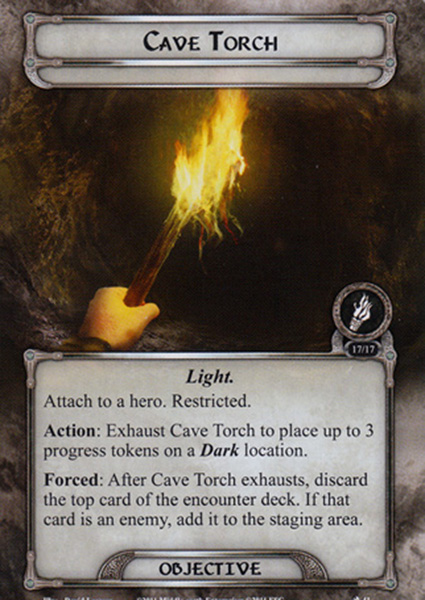 CAVE TORCH
17/17
Light.
Attach to a hero. Restricted.
Action: Exhaust Cave Torch to place up to 3
progress tokens on a Dark location.
Forced: After Cave Torch exhausts, discard
the top card of the encounter deck. If that
card is an enemy, add it to the staging area.
OBJECTIVE